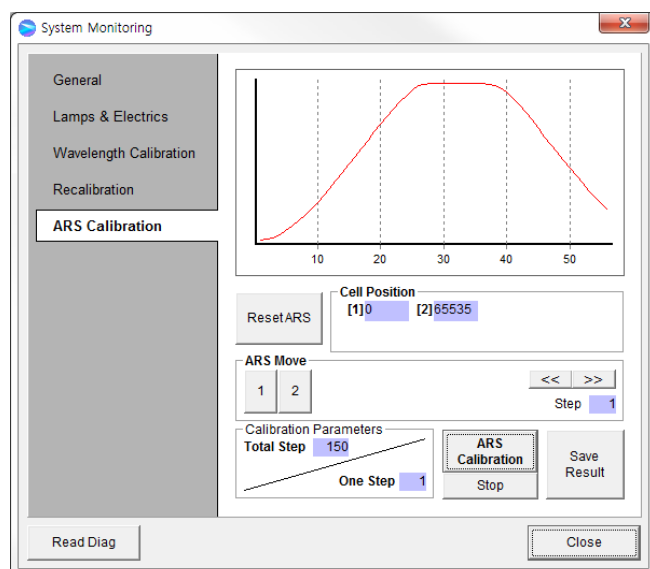 System Monitoring
x
General
Lamps & Electrics
Wavelength Calibration
Recalibration
ARS Calibration
10 20 30 40 50
Reset ARS
Cell Position
[1] 0 [2] 65535
ARS Move
1 2
<< >>
Step 1
Calibration Parameters
Total Step 150
One Step 1
ARS
Calibration
Stop
Save
Result
Read Diag
Close